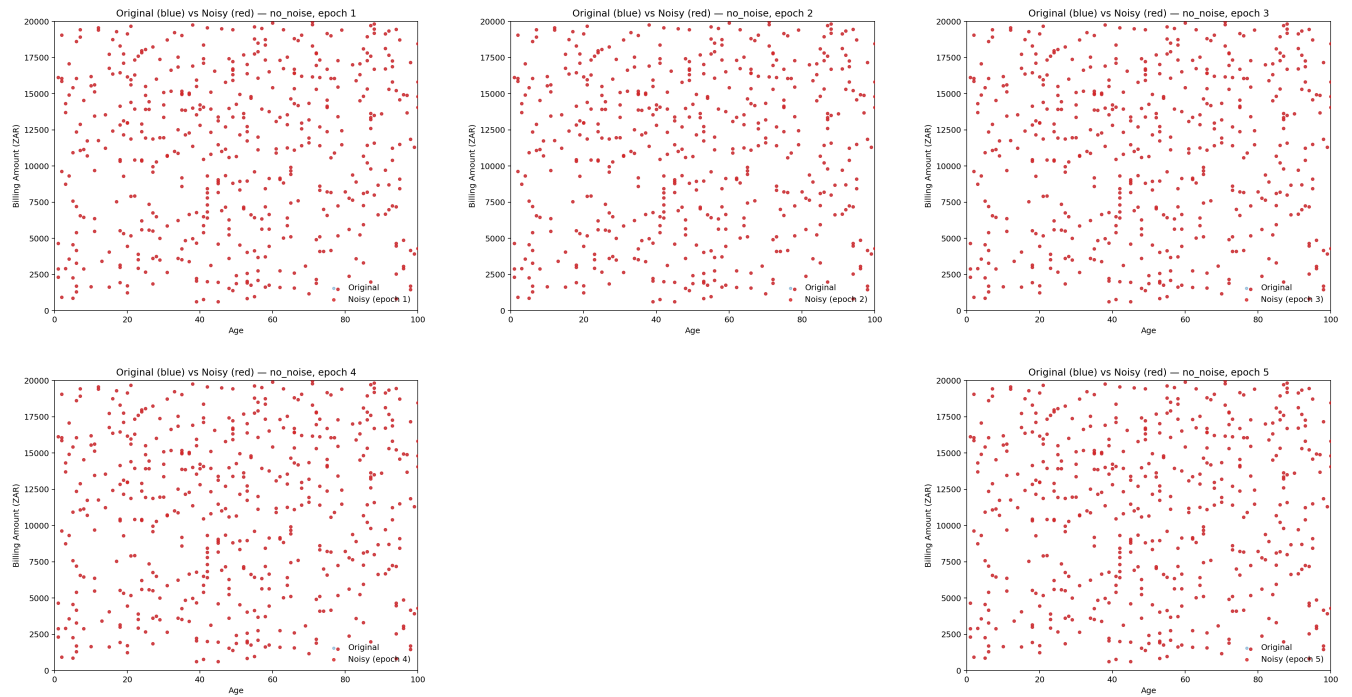 Original (blue) vs Noisy (red) — no_noise, epoch 1
20000
17500
15000
12500
10000
7500
5000
2500
0
Billing Amount (ZAR)
Original
Noisy (epoch 1)
0 20 40 60 80 100
Age
Original (blue) vs Noisy (red) — no_noise, epoch 2
20000
17500
15000
12500
10000
7500
5000
2500
0
Billing Amount (ZAR)
Original
Noisy (epoch 2)
0 20 40 60 80 100
Age
Original (blue) vs Noisy (red) — no_noise, epoch 3
20000
17500
15000
12500
10000
7500
5000
2500
0
Billing Amount (ZAR)
Original
Noisy (epoch 3)
0 20 40 60 80 100
Age
Original (blue) vs Noisy (red) — no_noise, epoch 4
20000
17500
15000
12500
10000
7500
5000
2500
0
Billing Amount (ZAR)
Original
Noisy (epoch 4)
0 20 40 60 80 100
Age
Original (blue) vs Noisy (red) — no_noise, epoch 5
20000
17500
15000
12500
10000
7500
5000
2500
0
Billing Amount (ZAR)
Original
Noisy (epoch 5)
0 20 40 60 80 100
Age